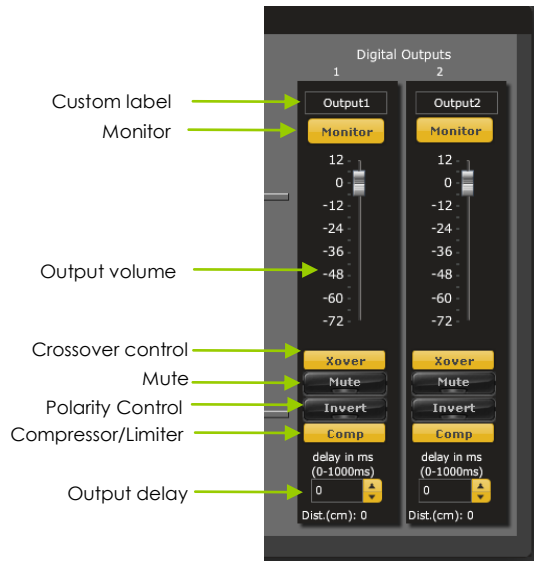 Digital Outputs
1 2
Custom label Output1 Output2
Monitor Monitor Monitor
12 12
0 0
-12 -12
-24 -24
-36 -36
Output volume -48 -48
-60 -60
-72 -72
Crossover control Xover Xover
Mute Mute Mute
Polarity Control Invert Invert
Compressor/Limiter Comp Comp
delay in ms delay in ms
(0-1000ms) (0-1000ms)
Output delay 0 0
Dist.(cm): 0 Dist.(cm): 0